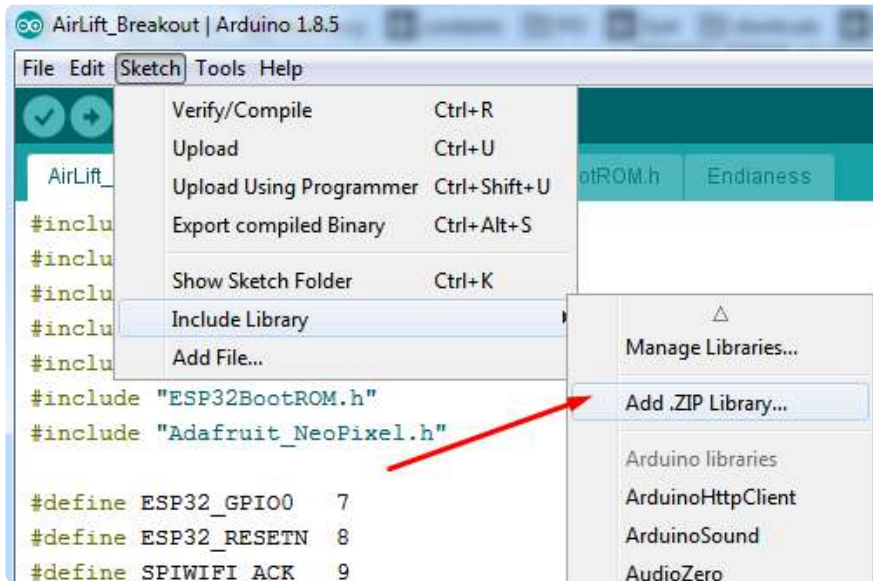 AirLift_Breakout | Arduino 1.8.5
File Edit Sketch Tools Help
Verify/Compile Ctrl+R
Upload Ctrl+U
Upload Using Programmer Ctrl+Shift+U
Export compiled Binary Ctrl+Alt+S
Show Sketch Folder Ctrl+K
Include Library
Add File...
Manage Libraries...
Add .ZIP Library...
Arduino libraries
ArduinoHttpClient
ArduinoSound
AudioZero
AirLift_
otROM.h
Endianess
#inclu
#inclu
#inclu
#inclu
#inclu
#include "ESP32BootROM.h"
#include "Adafruit_NeoPixel.h"
#define ESP32_GPIO0 7
#define ESP32_RESETN 8
#define SPIWIFI_ACK 9